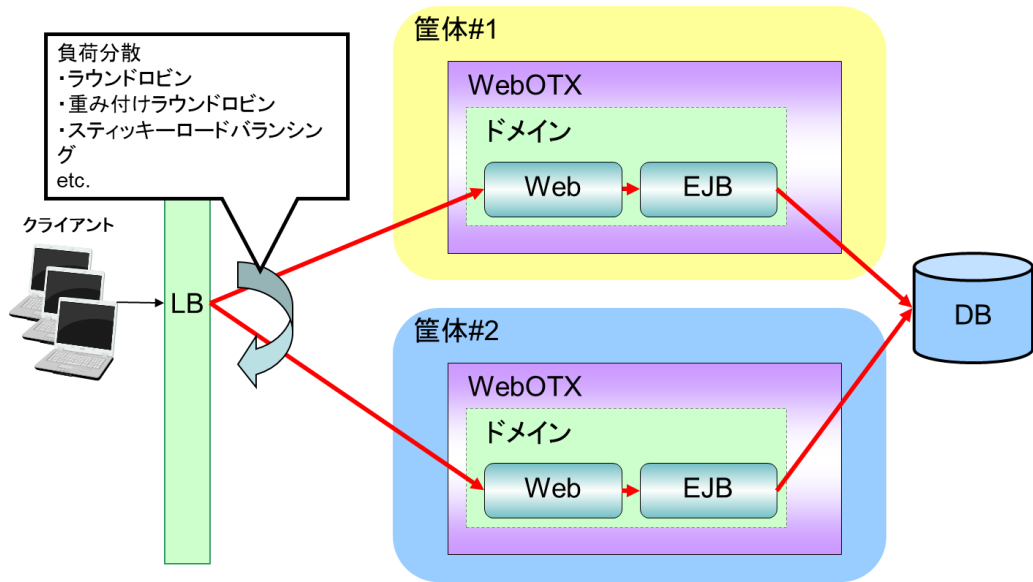 負荷分散
・ラウンドロビン
・重み付けラウンドロビン
・スティッキーロードバランシン
グ
etc.
クライアント
LB
筐体#1
WebOTX
ドメイン
Web
EJB
筐体#2
WebOTX
ドメイン
Web
EJB
DB